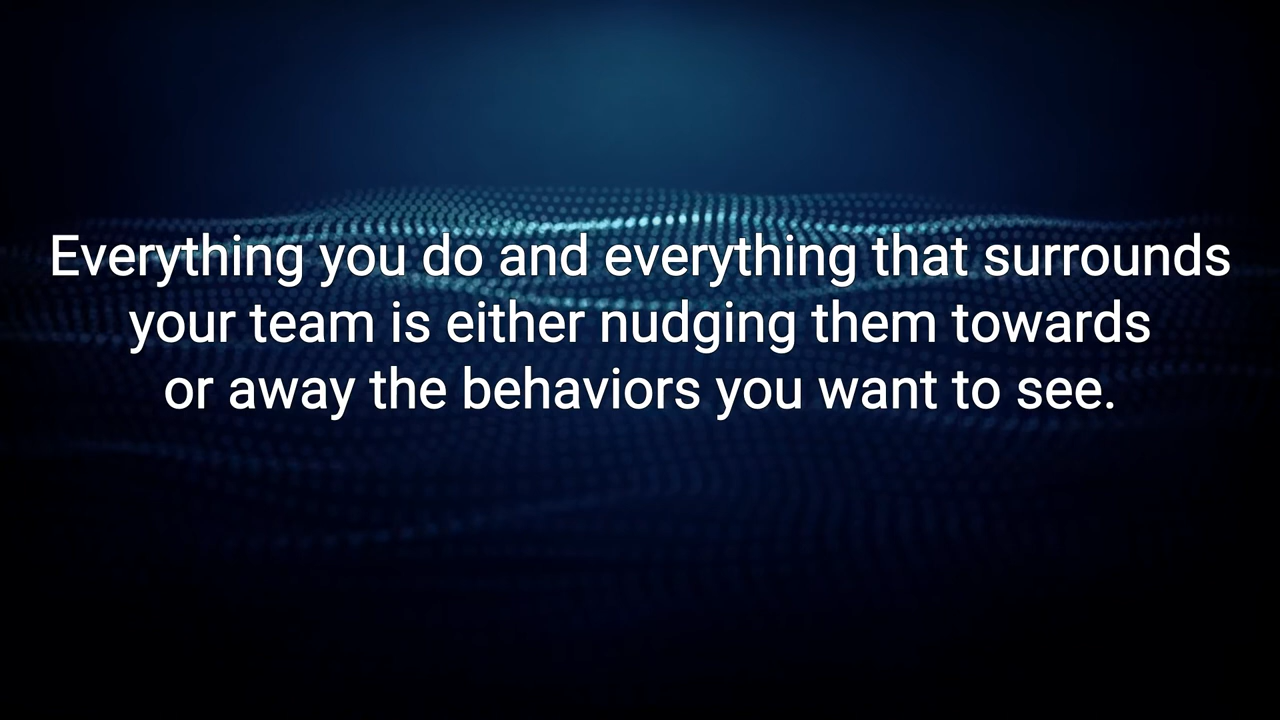 Everything you do and everything that surrounds
your team is either nudging them towards
or away the behaviors you want to see.